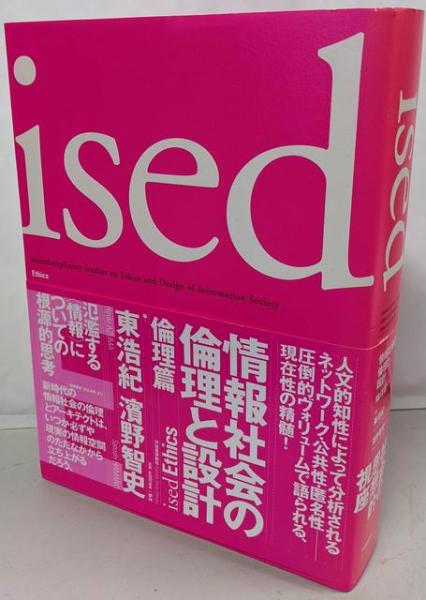 ised
Interdisciplinary Studies on Ethics and Design of Information Society
Ethics
人文的知性によって分析される
ネットワーク・公共性・匿名性――
圧倒的ヴォリュームで語られる、
現在性の精髄!
情報社会の
倫理と設計
倫理篇
ised Ethics
東浩紀
濱野智史
氾濫する
「情報」に
ついての
根源的思考
新時代の
情報社会の倫理
とアーキテクトは、
いつか必ずや
現実の情報空間
のただなかから
立ち上がる
だろう。
ised